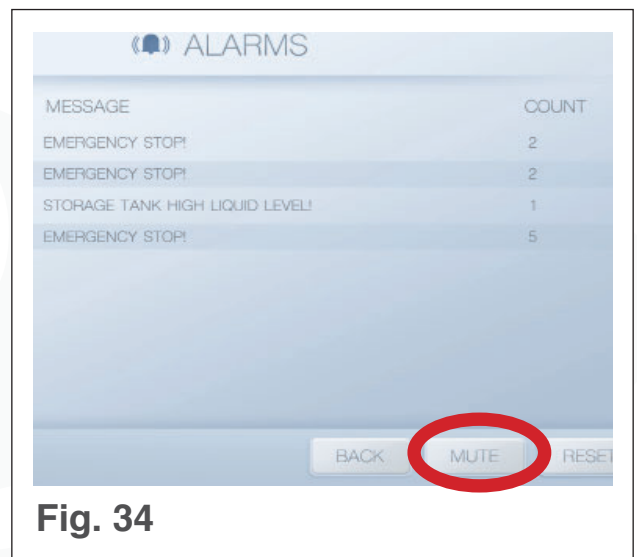 ALARMS
MESSAGE COUNT
EMERGENCY STOP! 2
EMERGENCY STOP! 2
STORAGE TANK HIGH LIQUID LEVEL! 1
EMERGENCY STOP! 5
BACK MUTE RESET
Fig. 34